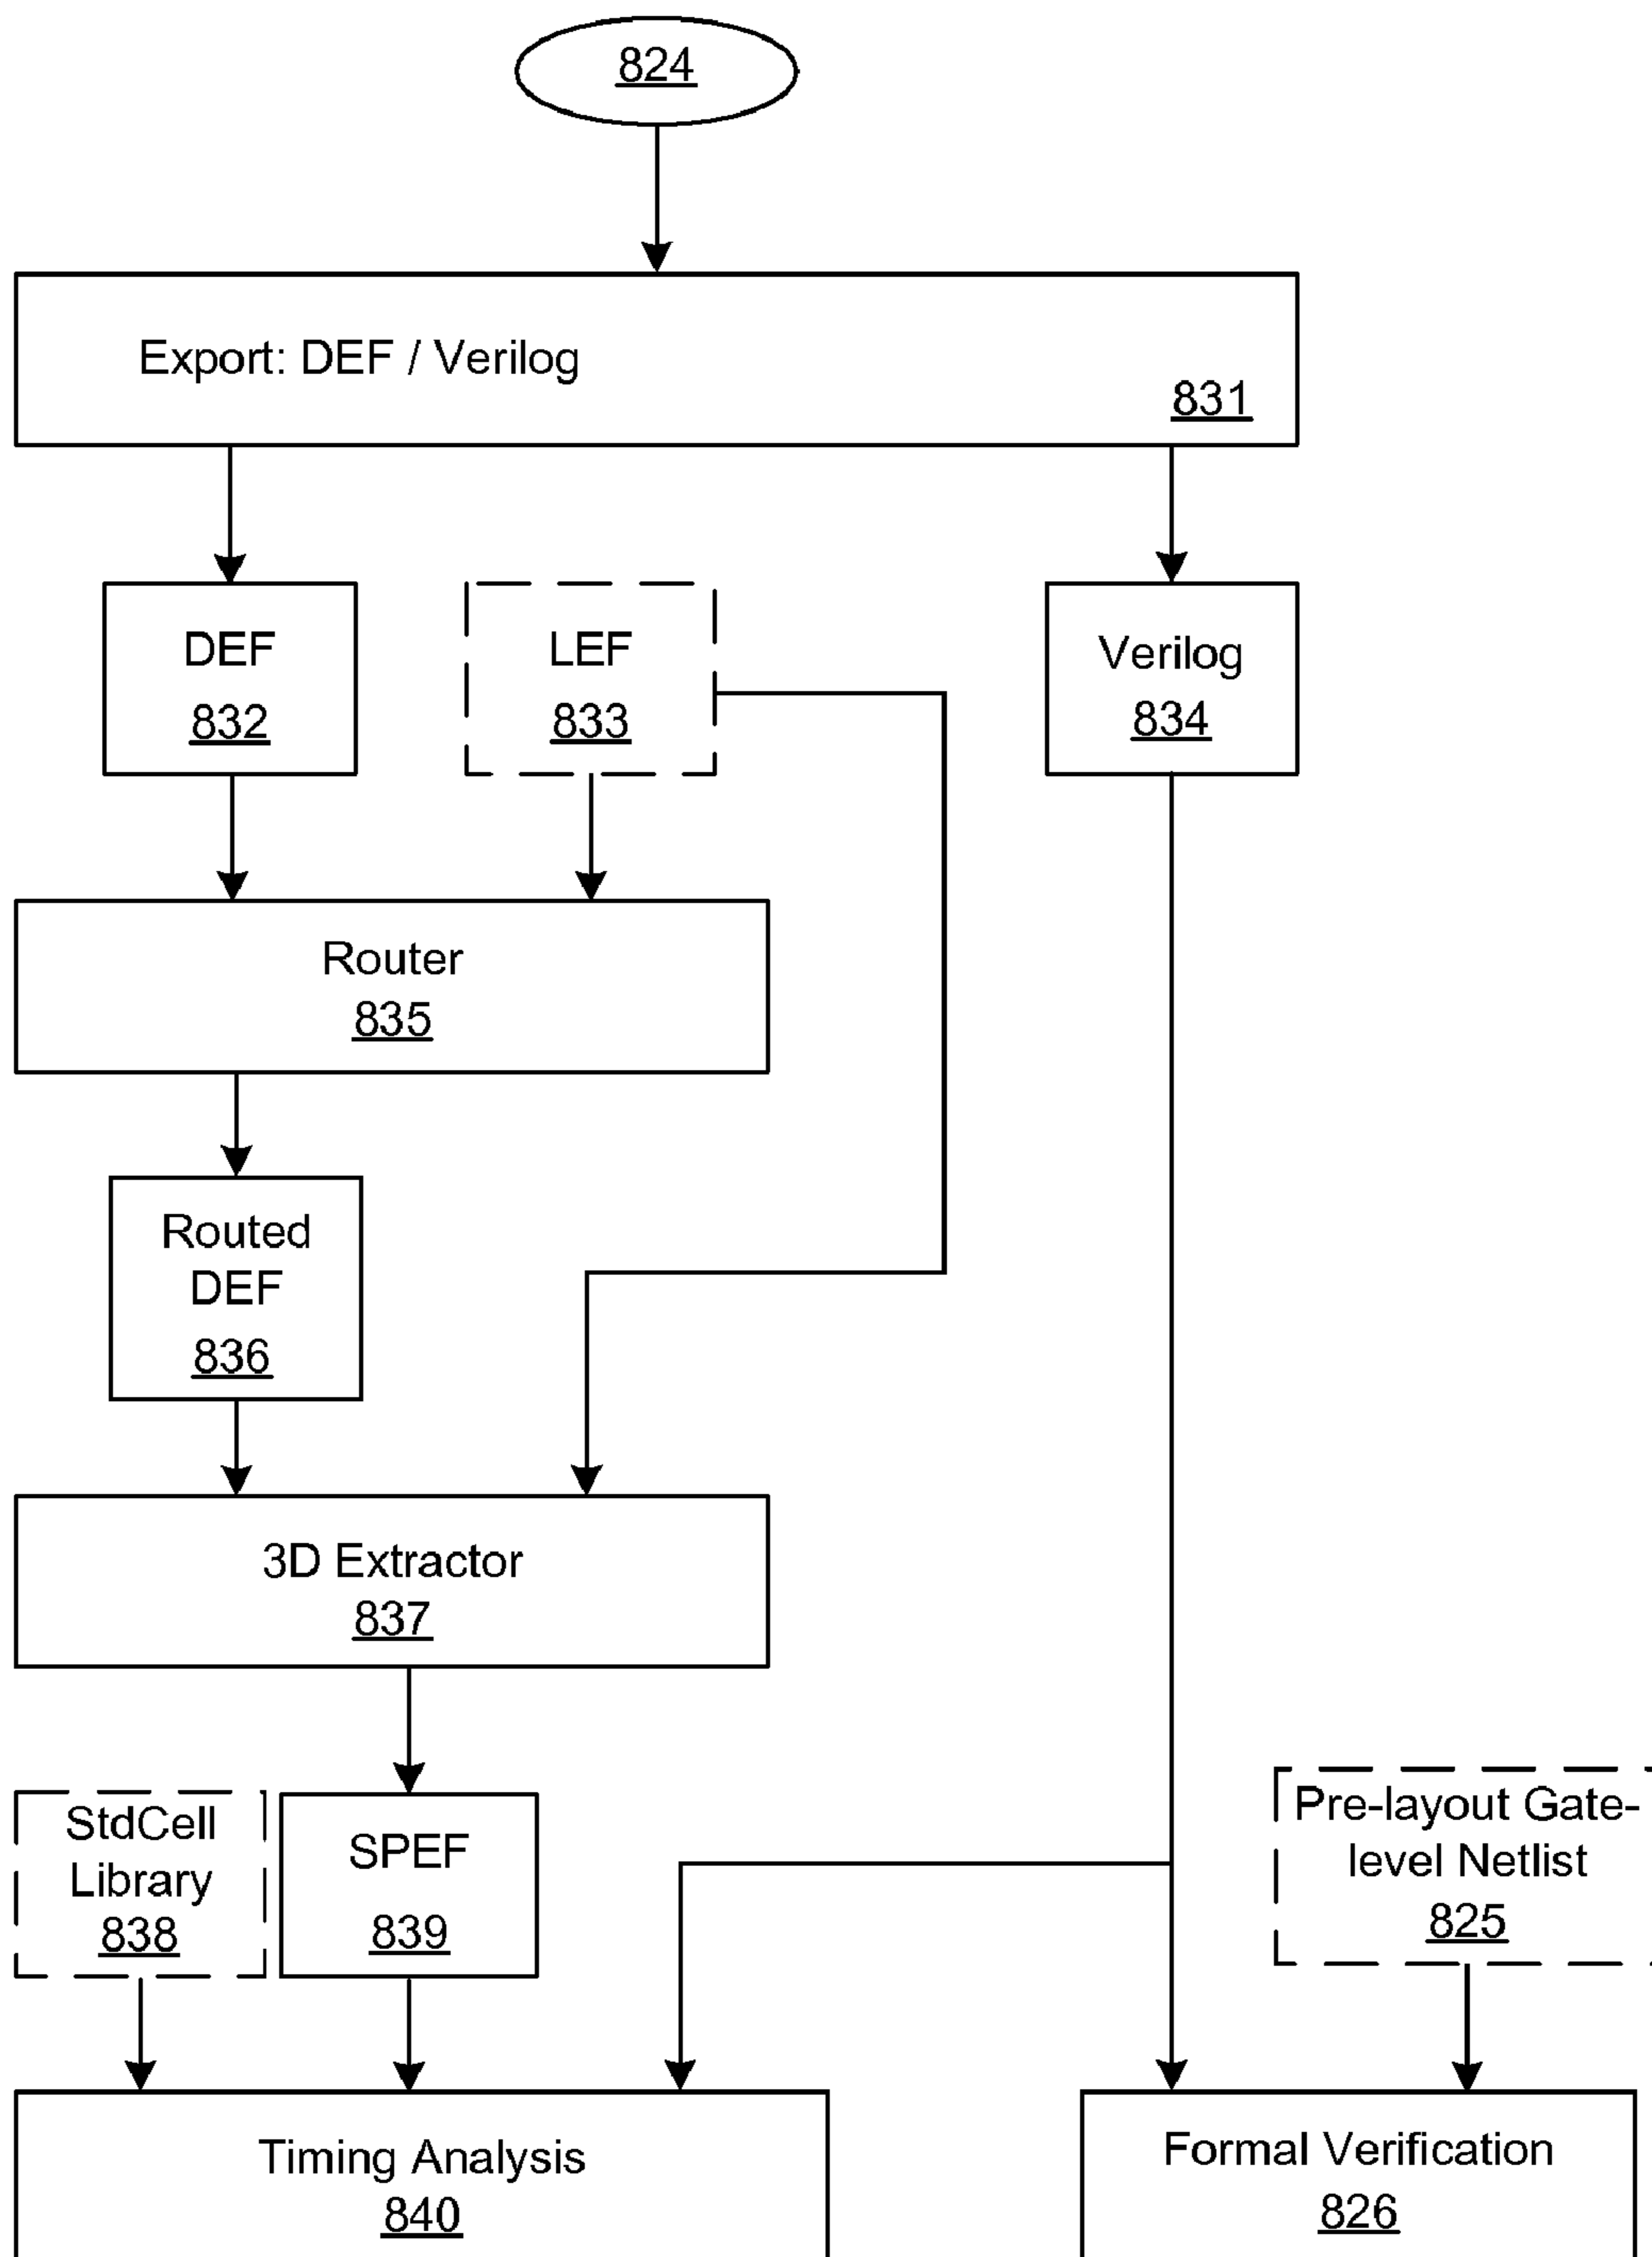 824
Export: DEF / Verilog
831
DEF
832
LEF
833
Verilog
834
Router
835
Routed
DEF
836
3D Extractor
837
StdCell
Library
838
SPEF
839
Pre-layout Gate-
level Netlist
825
Timing Analysis
840
Formal Verification
826